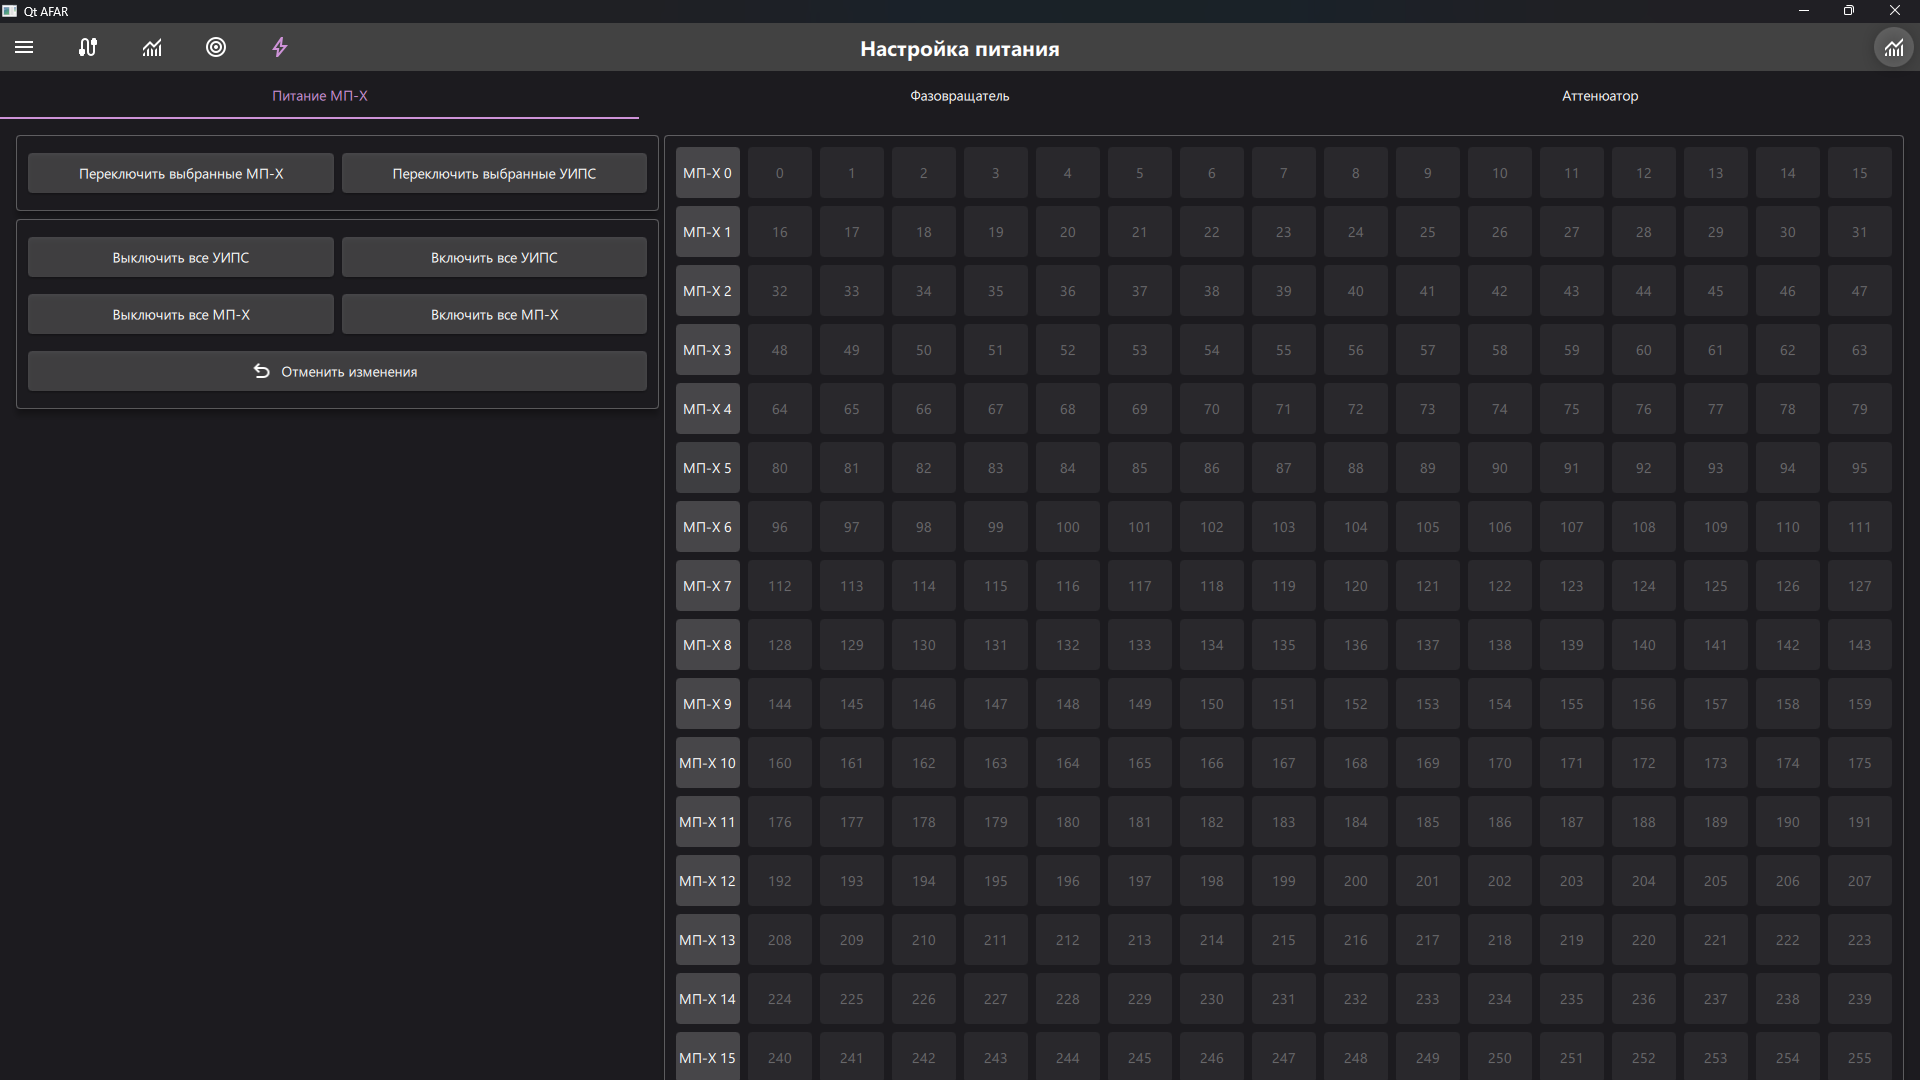 Qt AFAR
Настройка питания
Питание МП-Х
Фазовращатель
Аттенюатор
Переключить выбранные МП-Х
Переключить выбранные УИПС
Выключить все УИПС
Включить все УИПС
Выключить все МП-Х
Включить все МП-Х
Отменить изменения
МП-Х 0 0 1 2 3 4 5 6 7 8 9 10 11 12 13 14 15
МП-Х 1 16 17 18 19 20 21 22 23 24 25 26 27 28 29 30 31
МП-Х 2 32 33 34 35 36 37 38 39 40 41 42 43 44 45 46 47
МП-Х 3 48 49 50 51 52 53 54 55 56 57 58 59 60 61 62 63
МП-Х 4 64 65 66 67 68 69 70 71 72 73 74 75 76 77 78 79
МП-Х 5 80 81 82 83 84 85 86 87 88 89 90 91 92 93 94 95
МП-Х 6 96 97 98 99 100 101 102 103 104 105 106 107 108 109 110 111
МП-Х 7 112 113 114 115 116 117 118 119 120 121 122 123 124 125 126 127
МП-Х 8 128 129 130 131 132 133 134 135 136 137 138 139 140 141 142 143
МП-Х 9 144 145 146 147 148 149 150 151 152 153 154 155 156 157 158 159
МП-Х 10 160 161 162 163 164 165 166 167 168 169 170 171 172 173 174 175
МП-Х 11 176 177 178 179 180 181 182 183 184 185 186 187 188 189 190 191
МП-Х 12 192 193 194 195 196 197 198 199 200 201 202 203 204 205 206 207
МП-Х 13 208 209 210 211 212 213 214 215 216 217 218 219 220 221 222 223
МП-Х 14 224 225 226 227 228 229 230 231 232 233 234 235 236 237 238 239
МП-Х 15 240 241 242 243 244 245 246 247 248 249 250 251 252 253 254 255